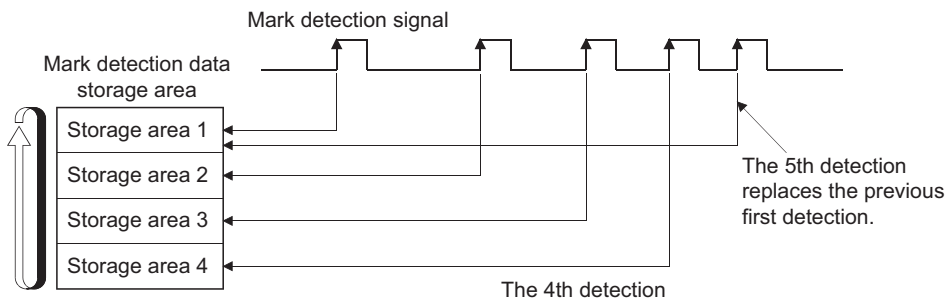 Mark detection signal
Mark detection data
storage area
Storage area 1
Storage area 2
Storage area 3
Storage area 4
The 5th detection
replaces the previous
first detection.
The 4th detection